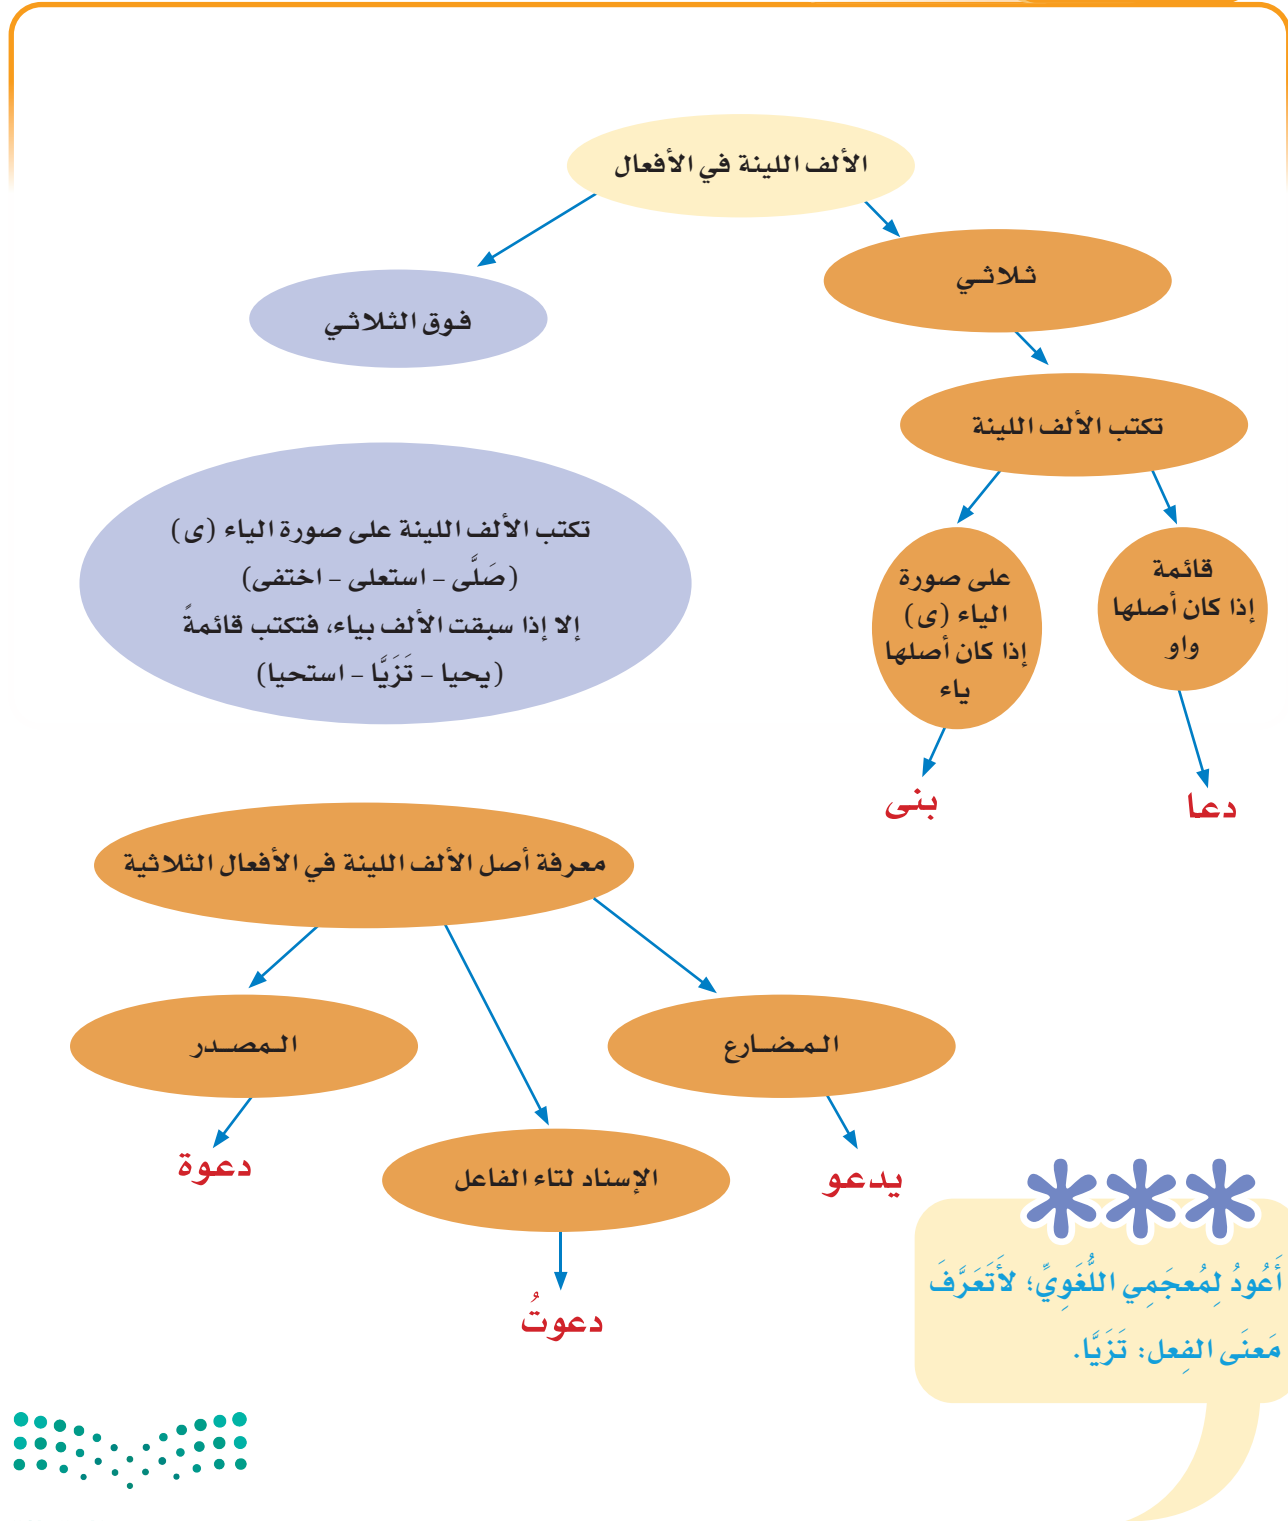 الألف اللينة في الأفعال
ثلاثي
فوق الثلاثي
تكتب الألف اللينة
قائمة
إذا كان أصلها
واو
على صورة
الياء (ى)
إذا كان أصلها
ياء
دعا
بنى
تكتب الألف اللينة على صورة الياء (ى)
(صَلَّى – استعلى – اختفى)
إلا إذا سبقت الألف بياء، فتكتب قائمةً
(يحيا – تَزَيَّا – استحيا)
معرفة أصل الألف اللينة في الأفعال الثلاثية
المضارع
الإسناد لتاء الفاعل
المصدر
يدعو
دعوتُ
دعوة
أَعُودُ لِمُعجَمِي اللُّغَوِيِّ؛ لأَتَعَرَّفَ
مَعنَى الفِعل: تَزَيَّا.